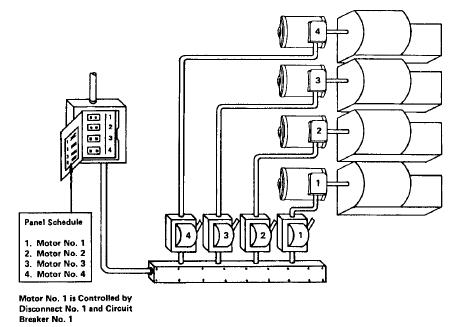 4
3
2
1
1
2
3
4
4
3
2
1
Panel Schedule
1. Motor No. 1
2. Motor No. 2
3. Motor No. 3
4. Motor No. 4
Motor No. 1 is Controlled by
Disconnect No. 1 and Circuit
Breaker No. 1